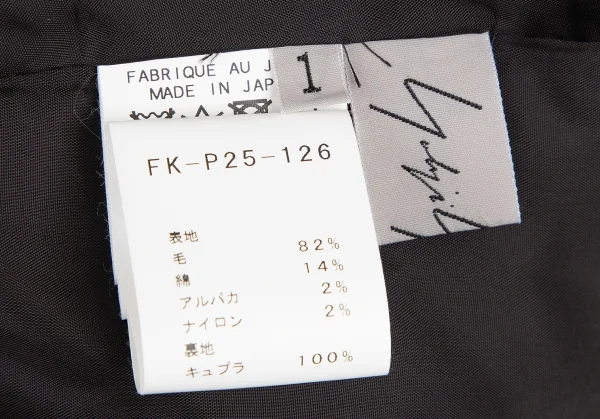 FABRIQUÉ AU J
MADE IN JAP
1
FK-P25-126
表地
毛 82%
綿 14%
アルパカ 2%
ナイロン 2%
裏地
キュプラ 100%